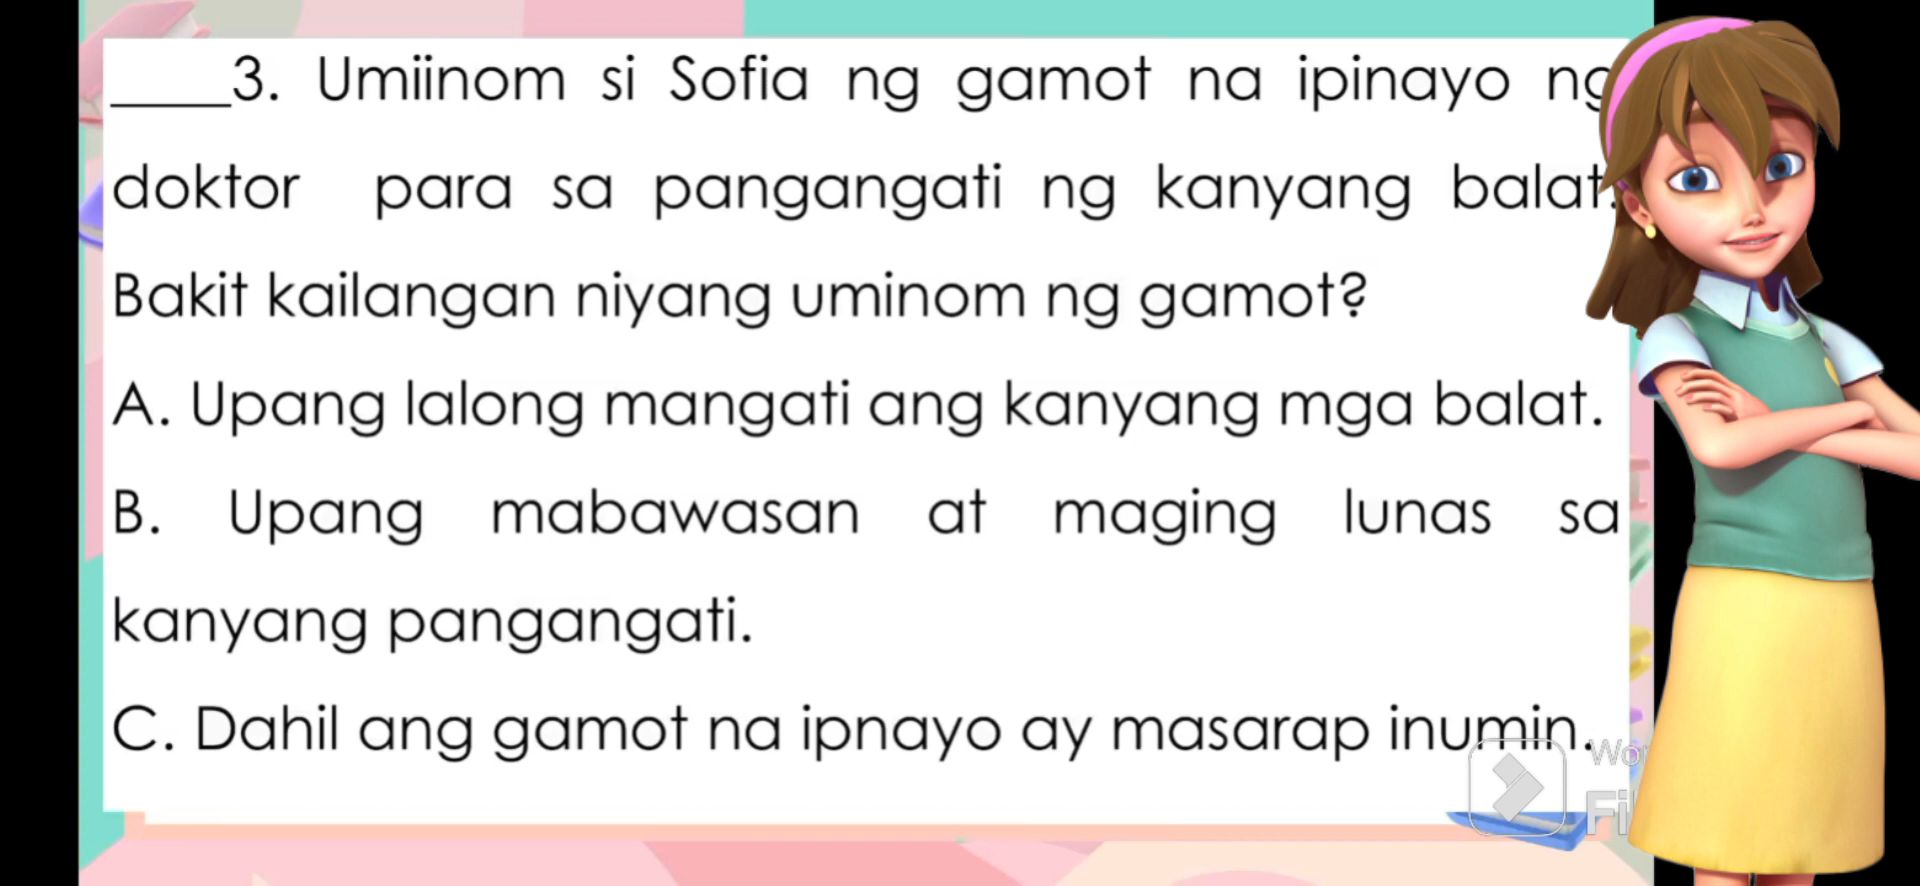 ____3. Umiinom si Sofia ng gamot na ipinayo ng
doktor para sa pangangati ng kanyang balat.
Bakit kailangan niyang uminom ng gamot?
A. Upang lalong mangati ang kanyang mga balat.
B. Upang mabawasan at maging lunas sa
kanyang pangangati.
C. Dahil ang gamot na ipnayo ay masarap inumin.